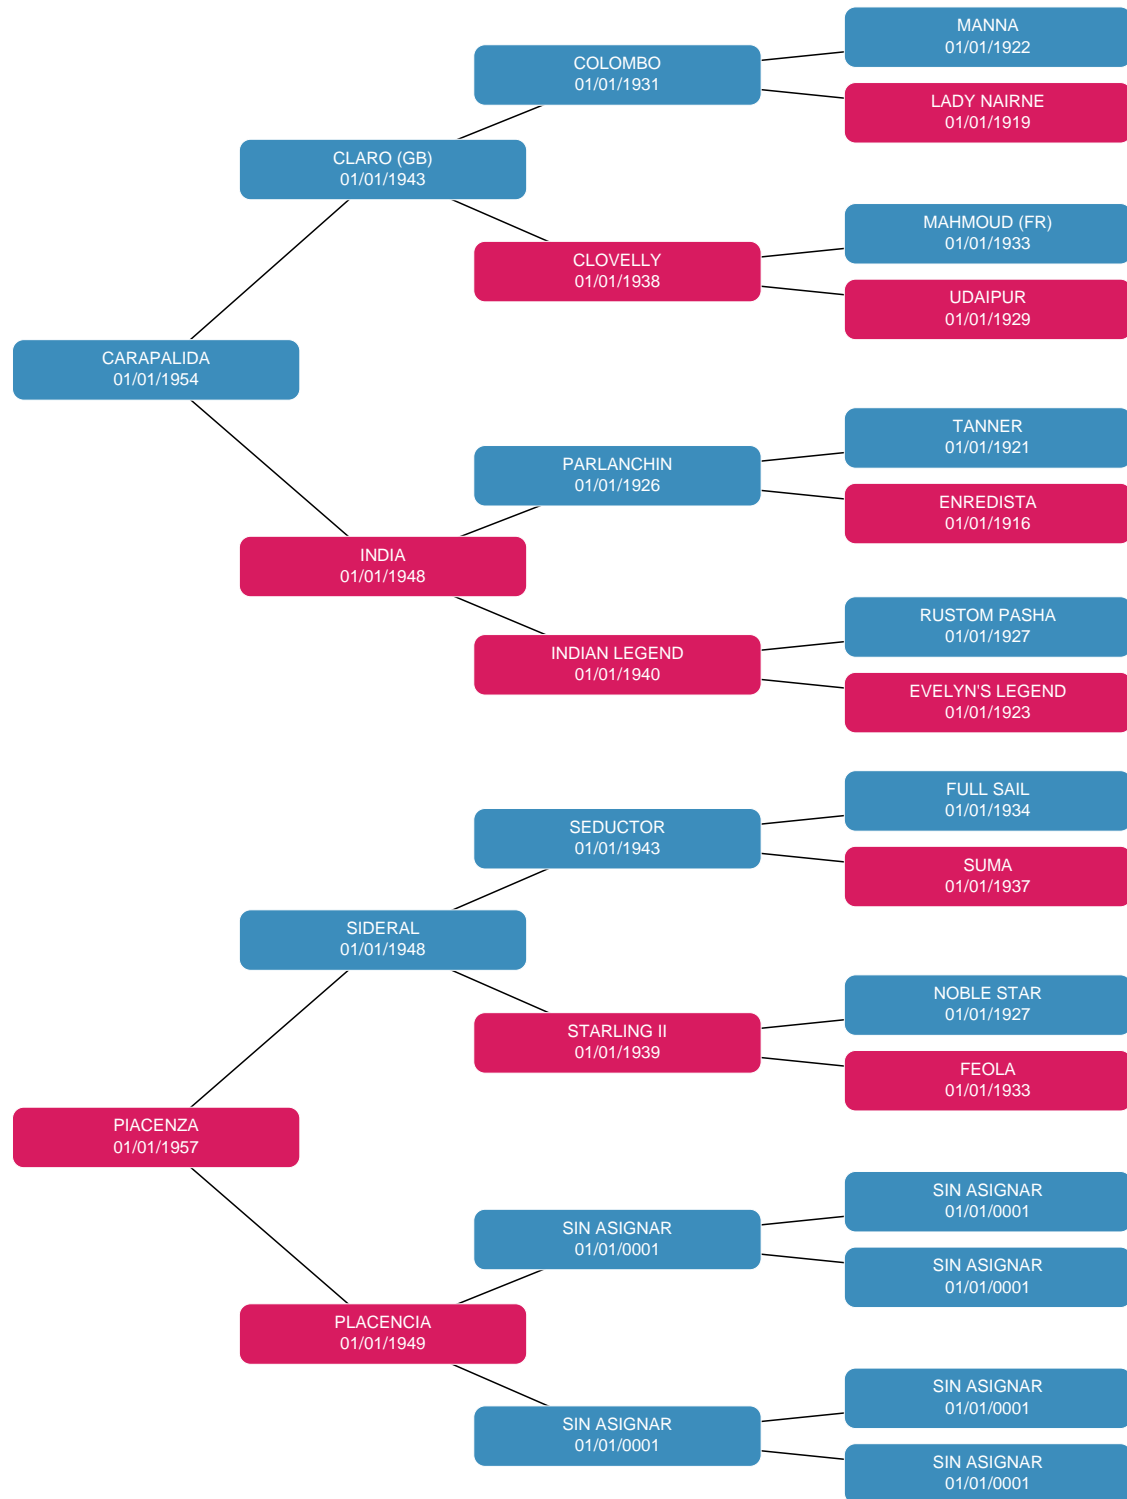 MANNA
01/01/1922
COLOMBO
01/01/1931
LADY NAIRNE
01/01/1919
CLARO (GB)
01/01/1943
MAHMOUD (FR)
01/01/1933
CLOVELLY
01/01/1938
UDAIPUR
01/01/1929
CARAPALIDA
01/01/1954
TANNER
01/01/1921
PARLANCHIN
01/01/1926
ENREDISTA
01/01/1916
INDIA
01/01/1948
RUSTOM PASHA
01/01/1927
INDIAN LEGEND
01/01/1940
EVELYN'S LEGEND
01/01/1923
FULL SAIL
01/01/1934
SEDUCTOR
01/01/1943
SUMA
01/01/1937
SIDERAL
01/01/1948
NOBLE STAR
01/01/1927
STARLING II
01/01/1939
FEOLA
01/01/1933
PIACENZA
01/01/1957
SIN ASIGNAR
01/01/0001
SIN ASIGNAR
01/01/0001
SIN ASIGNAR
01/01/0001
PLACENCIA
01/01/1949
SIN ASIGNAR
01/01/0001
SIN ASIGNAR
01/01/0001
SIN ASIGNAR
01/01/0001